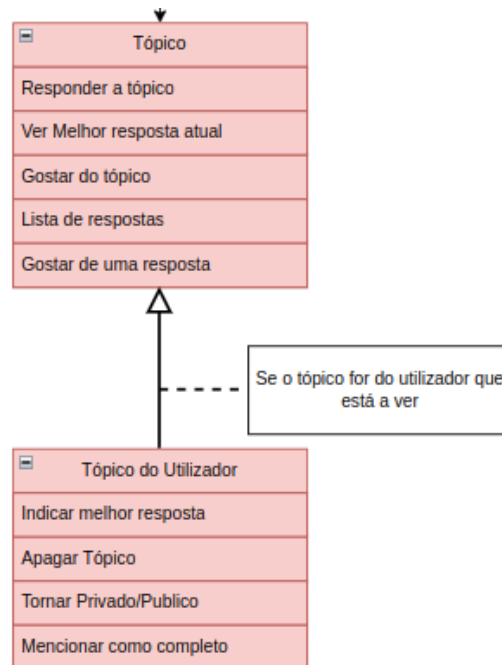 Tópico
Responder a tópico
Ver Melhor resposta atual
Gostar do tópico
Lista de respostas
Gostar de uma resposta
Se o tópico for do utilizador que
está a ver
Tópico do Utilizador
Indicar melhor resposta
Apagar Tópico
Tornar Privado/Publico
Mencionar como completo